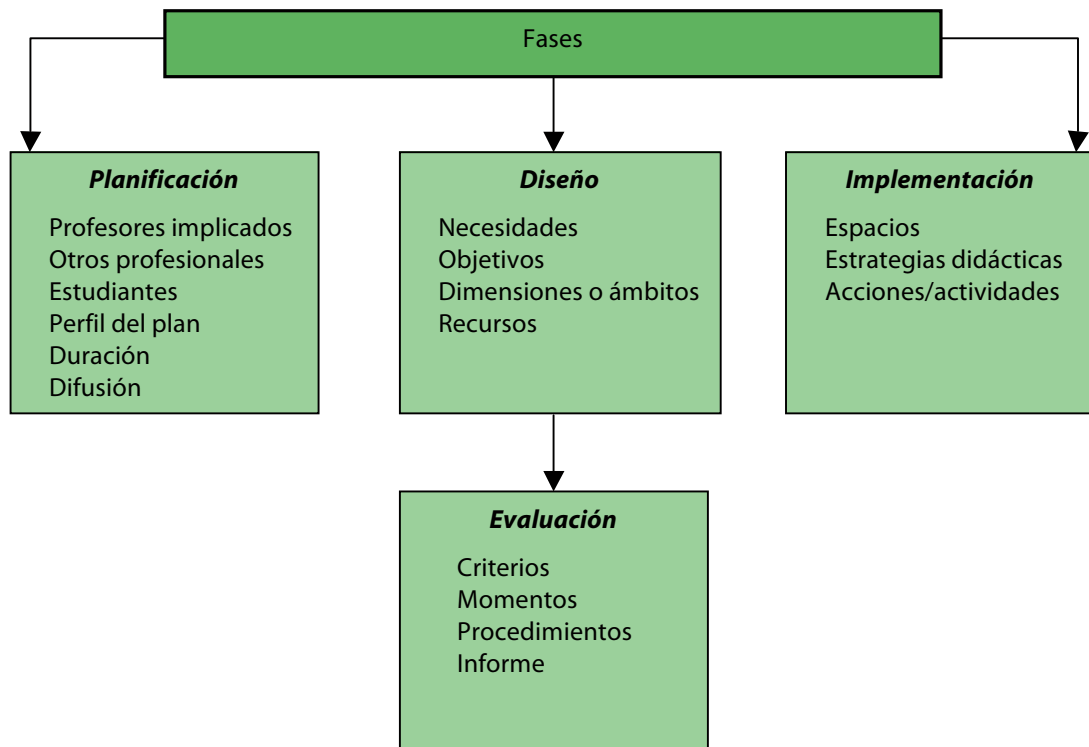 Fases
Planificación
Profesores implicados
Otros profesionales
Estudiantes
Perfil del plan
Duración
Difusión
Diseño
Necesidades
Objetivos
Dimensiones o ámbitos
Recursos
Implementación
Espacios
Estrategias didácticas
Acciones/actividades
Evaluación
Criterios
Momentos
Procedimientos
Informe